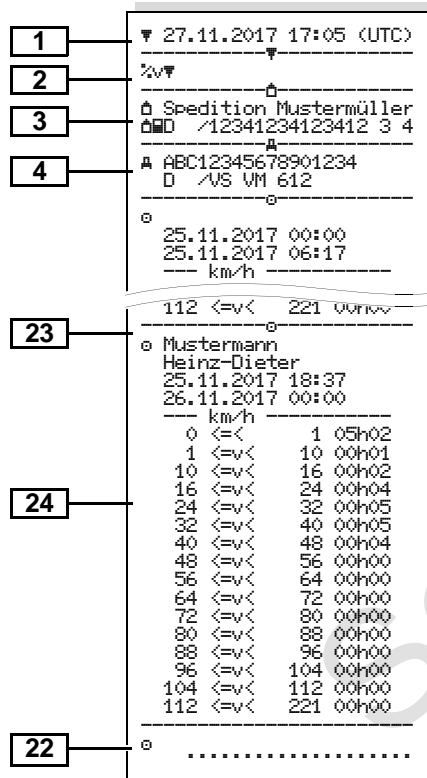 1
▼ 27.11.2017 17:05 (UTC)
2
%v▼
3
Spedition Mustermüller
D /12341234123412 3 4
4
A ABC12345678901234
D /VS VM 612
25.11.2017 00:00
25.11.2017 06:17
--- km/h -----------
112 <=v< 221 00h00
23
Mustermann
Heinz-Dieter
25.11.2017 18:37
26.11.2017 00:00
--- km/h -----------
0 <=< 1 05h02
1 <=v< 10 00h01
10 <=v< 16 00h02
16 <=v< 24 00h04
24 <=v< 32 00h05
32 <=v< 40 00h05
40 <=v< 48 00h04
48 <=v< 56 00h00
56 <=v< 64 00h00
64 <=v< 72 00h00
72 <=v< 80 00h00
80 <=v< 88 00h00
88 <=v< 96 00h00
96 <=v< 104 00h00
104 <=v< 112 00h00
112 <=v< 221 00h00
24
22
....................